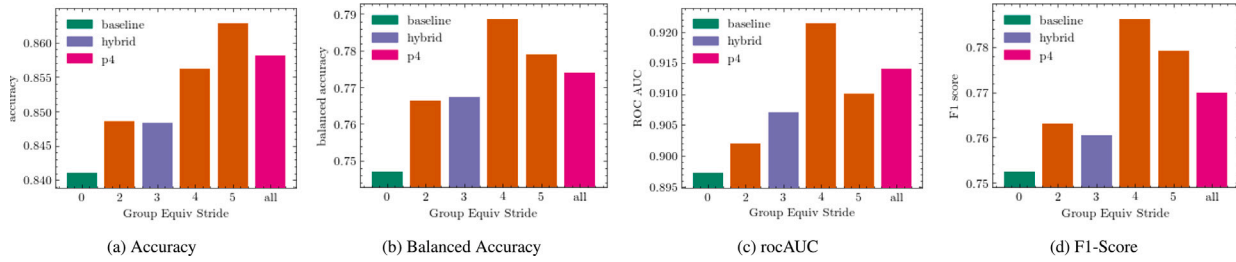 accuracy
0.860
0.855
0.850
0.845
0.840
baseline
hybrid
p4
0 2 3 4 5 all
Group Equiv Stride
(a) Accuracy
balanced accuracy
0.79
0.78
0.77
0.76
0.75
baseline
hybrid
p4
0 2 3 4 5 all
Group Equiv Stride
(b) Balanced Accuracy
ROC AUC
0.920
0.915
0.910
0.905
0.900
0.895
baseline
hybrid
p4
0 2 3 4 5 all
Group Equiv Stride
(c) rocAUC
F1 score
0.78
0.77
0.76
0.75
baseline
hybrid
p4
0 2 3 4 5 all
Group Equiv Stride
(d) F1-Score